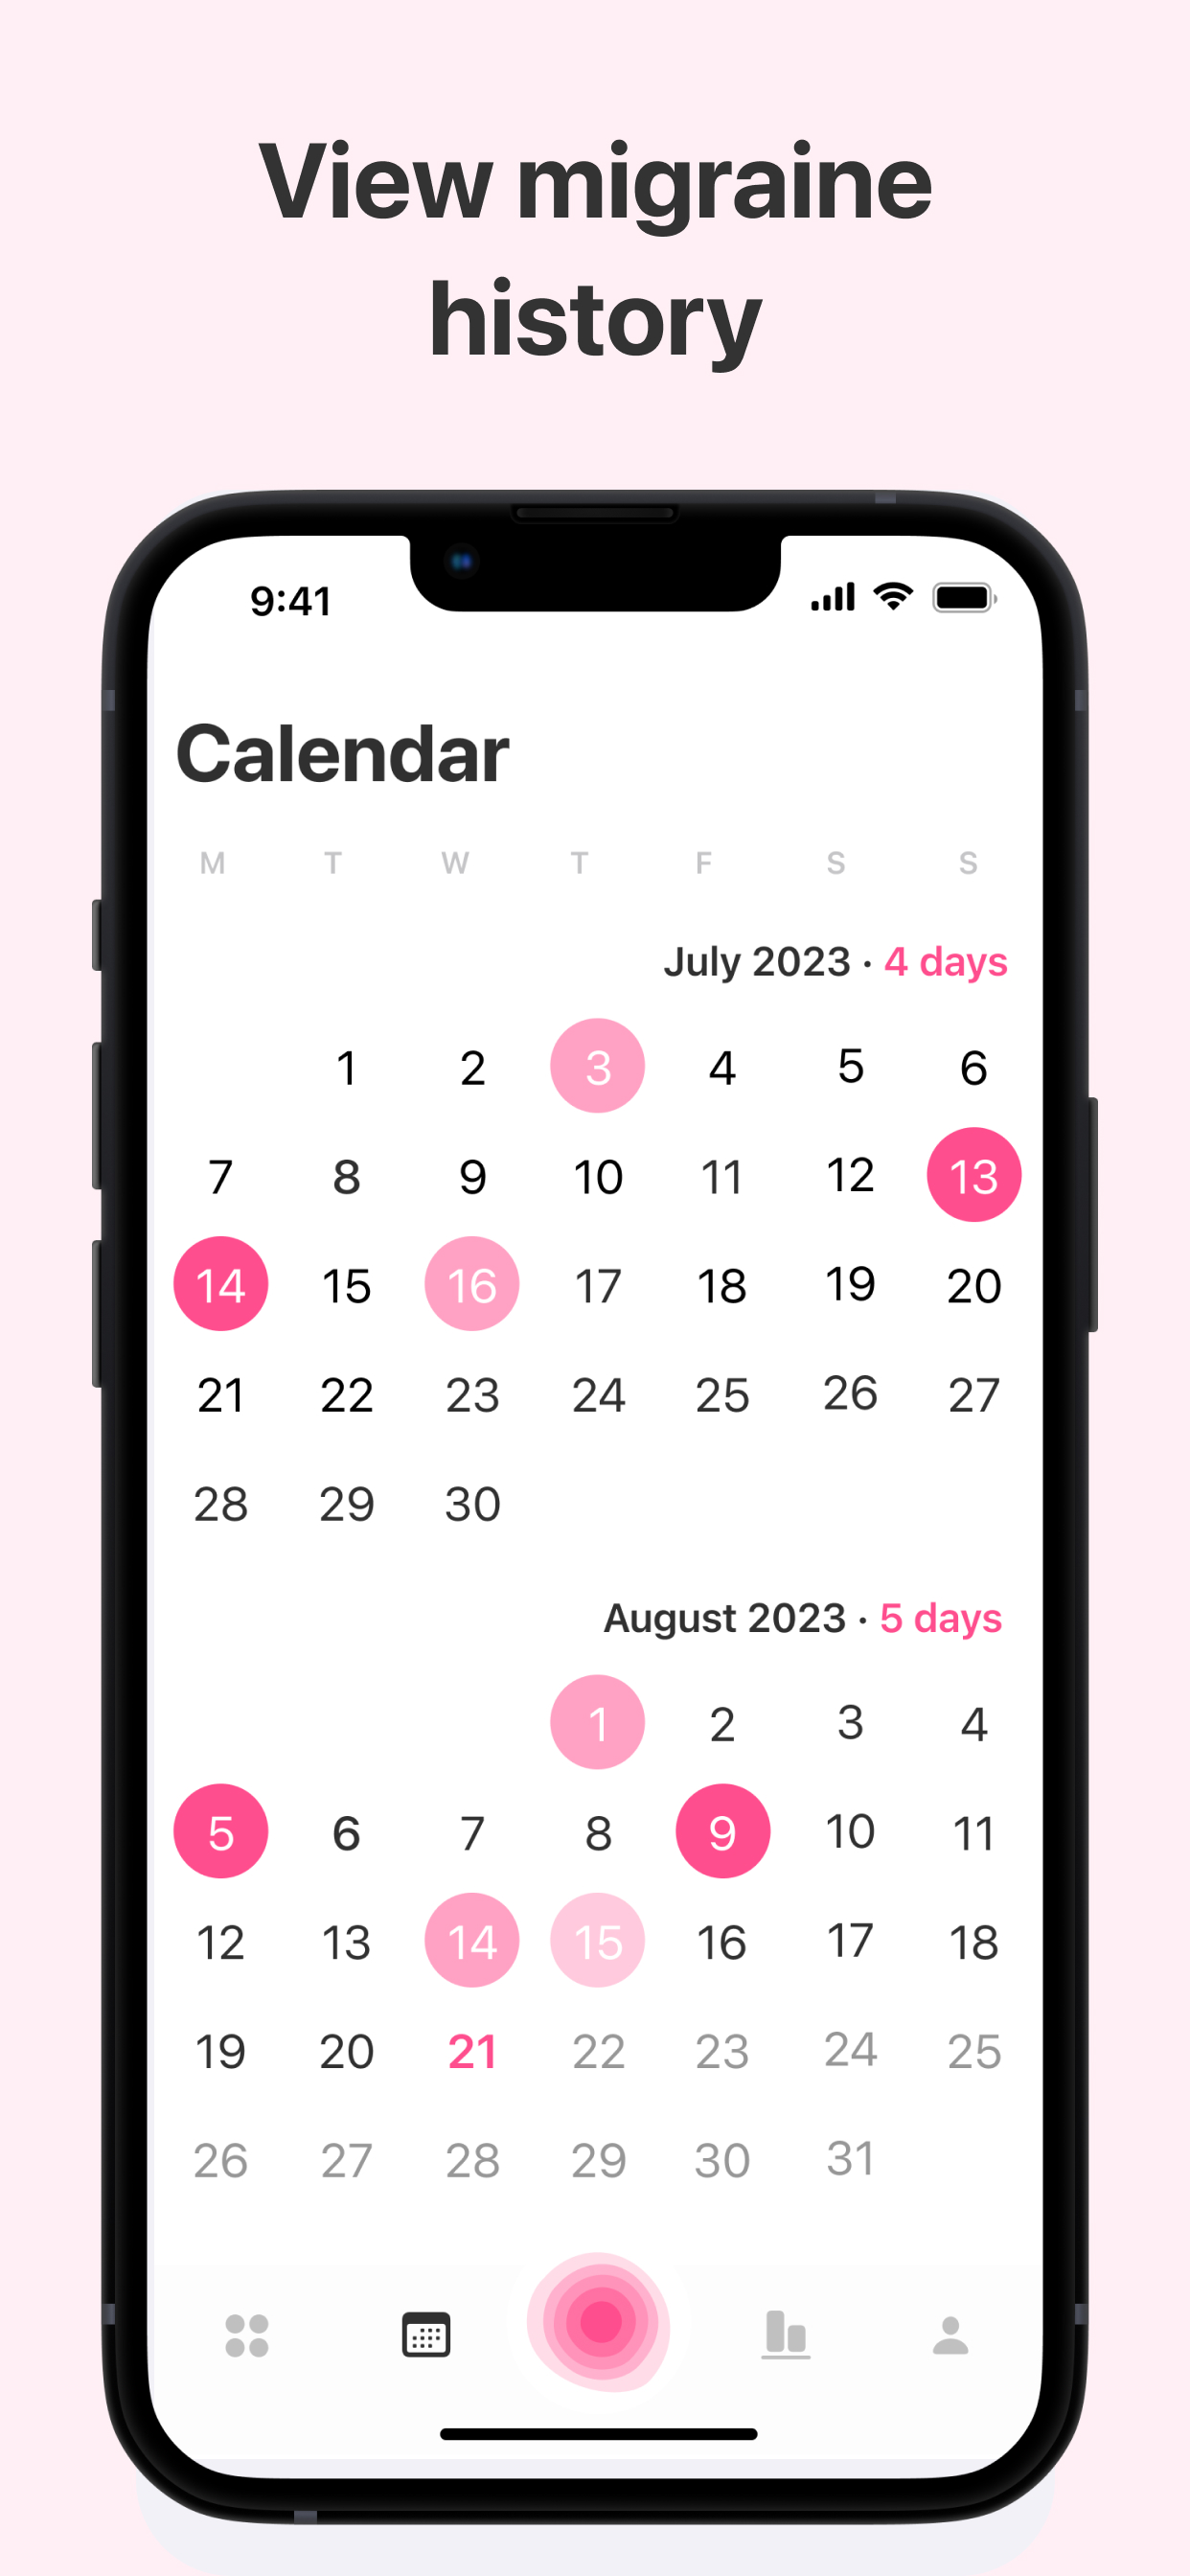 View migraine
history
9:41
Calendar
M T W T F S S
July 2023 · 4 days
1 2 3 4 5 6
7 8 9 10 11 12 13
14 15 16 17 18 19 20
21 22 23 24 25 26 27
28 29 30
August 2023 · 5 days
1 2 3 4
5 6 7 8 9 10 11
12 13 14 15 16 17 18
19 20 21 22 23 24 25
26 27 28 29 30 31